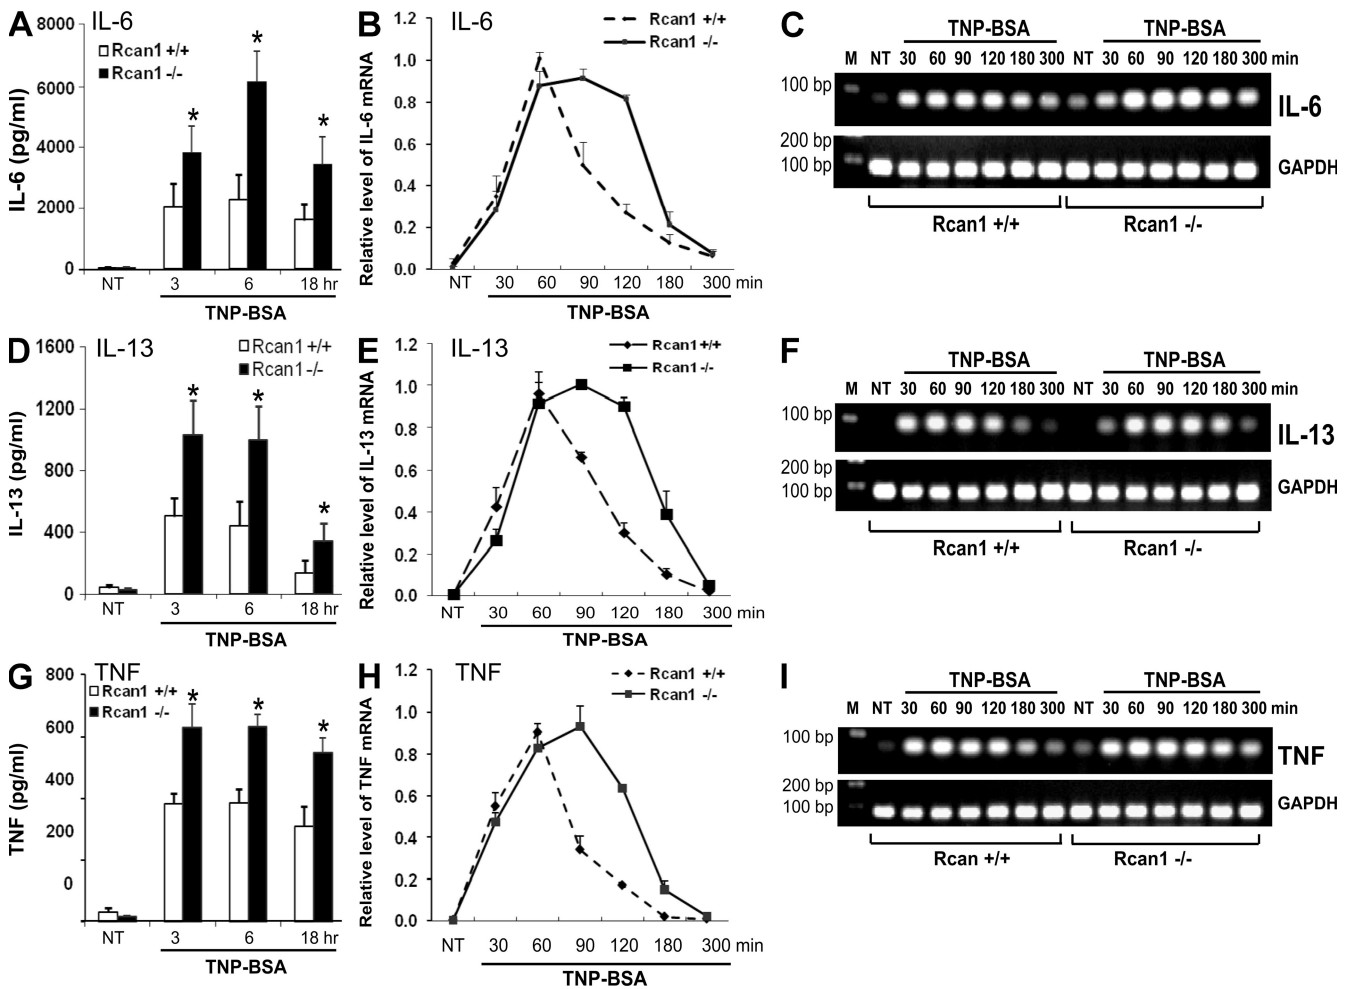 A
IL-6
8000
6000
4000
2000
0
IL-6 (pg/ml)
Rcan1 +/+
Rcan1 -/-
*
*
*
NT
3
6
18 hr
TNP-BSA
B
IL-6
1.2
1.0
0.8
0.6
0.4
0.2
0.0
Relative level of IL-6 mRNA
Rcan1 +/+
Rcan1 -/-
NT 30 60 90 120 180 300 min
TNP-BSA
C
TNP-BSA TNP-BSA
M NT 30 60 90 120 180 300 NT 30 60 90 120 180 300 min
100 bp
IL-6
200 bp
100 bp
GAPDH
Rcan1 +/+ Rcan1 -/-
D
IL-13
1600
1200
800
400
0
IL-13 (pg/ml)
Rcan1 +/+
Rcan1 -/-
*
*
*
NT
3
6
18 hr
TNP-BSA
E
IL-13
1.2
1.0
0.8
0.6
0.4
0.2
0.0
Relative level of IL-13 mRNA
Rcan1 +/+
Rcan1 -/-
NT 30 60 90 120 180 300 min
TNP-BSA
F
TNP-BSA TNP-BSA
M NT 30 60 90 120 180 300 NT 30 60 90 120 180 300 min
100 bp
IL-13
200 bp
100 bp
GAPDH
Rcan1 +/+ Rcan1 -/-
G
TNF
800
600
400
200
0
TNF (pg/ml)
Rcan1 +/+
Rcan1 -/-
*
*
*
NT
3
6
18 hr
TNP-BSA
H
TNF
1.2
1.0
0.8
0.6
0.4
0.2
0.0
Relative level of TNF mRNA
Rcan1 +/+
Rcan1 -/-
NT 30 60 90 120 180 300 min
TNP-BSA
I
TNP-BSA TNP-BSA
M NT 30 60 90 120 180 300 NT 30 60 90 120 180 300 min
100 bp
TNF
200 bp
100 bp
GAPDH
Rcan +/+ Rcan1 -/-